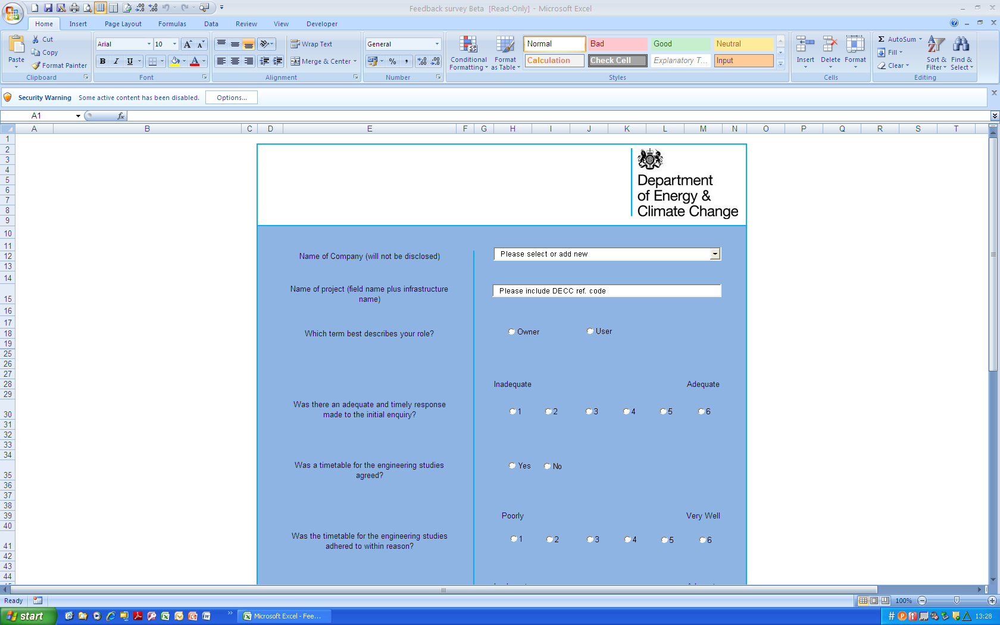 Feedback survey Beta [Read-Only] - Microsoft Excel
Home Insert Page Layout Formulas Data Review View Developer
Paste
Cut
Copy
Format Painter
Clipboard
Arial 10
B I U
Font
Wrap Text
Merge & Center
Alignment
General
%
Number
Conditional Formatting
Format as Table
Normal Bad Good Neutral
Calculation Check Cell Explanatory T... Input
Styles
Insert Delete Format
Cells
Σ AutoSum
Fill
Clear
Sort & Filter
Find & Select
Editing
Security Warning Some active content has been disabled. Options...
A1 fx
A B C D E F G H I J K L M N O P Q R S T
1
2
3
4
5
6
7
8
9
10
11
12
13
14
15
16
17
18
19
25
26
27
28
29
30
31
32
33
34
35
36
37
38
39
40
41
42
43
44
Department
of Energy &
Climate Change
Name of Company (will not be disclosed) Please select or add new
Name of project (field name plus infrastructure
name)
Please include DECC ref. code
Which term best describes your role? Owner User
Inadequate Adequate
Was there an adequate and timely response
made to the initial enquiry?
1 2 3 4 5 6
Was a timetable for the engineering studies
agreed?
Yes No
Poorly Very Well
Was the timetable for the engineering studies
adhered to within reason?
1 2 3 4 5 6
Ready 100%
start Microsoft Excel - Fee... 13:28